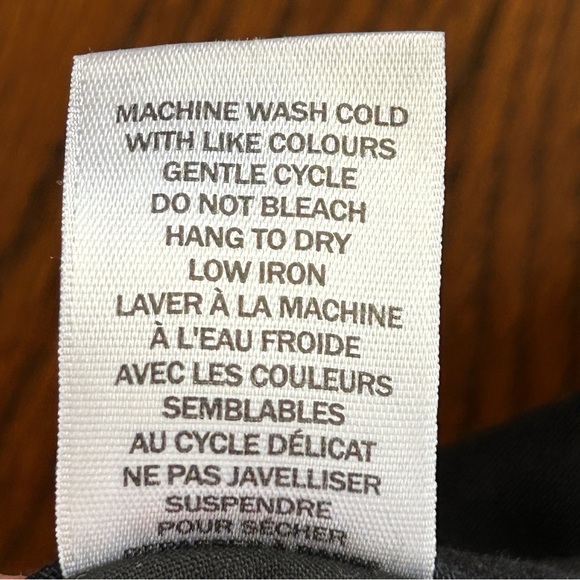 MACHINE WASH COLD
WITH LIKE COLOURS
GENTLE CYCLE
DO NOT BLEACH
HANG TO DRY
LOW IRON
LAVER À LA MACHINE
À L'EAU FROIDE
AVEC LES COULEURS
SEMBLABLES
AU CYCLE DÉLICAT
NE PAS JAVELLISER
SUSPENDRE
POUR SÉCHER